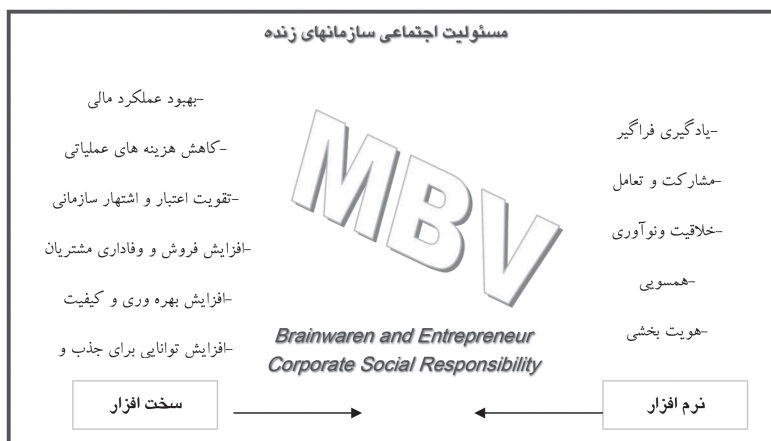 مسئولیت اجتماعی سازمانهای زنده
-یادگیری فراگیر
-مشارکت و تعامل
-خلاقیت ونوآوری
-همسویی
-هویت بخشی
نرم افزار
MBV
Brainwaren and Entrepreneur
Corporate Social Responsibility
-بهبود عملکرد مالی
-کاهش هزینه های عملیاتی
-تقویت اعتبار و اشتهار سازمانی
-افزایش فروش و وفاداری مشتریان
-افزایش بهره وری و کیفیت
-افزایش توانایی برای جذب و
سخت افزار